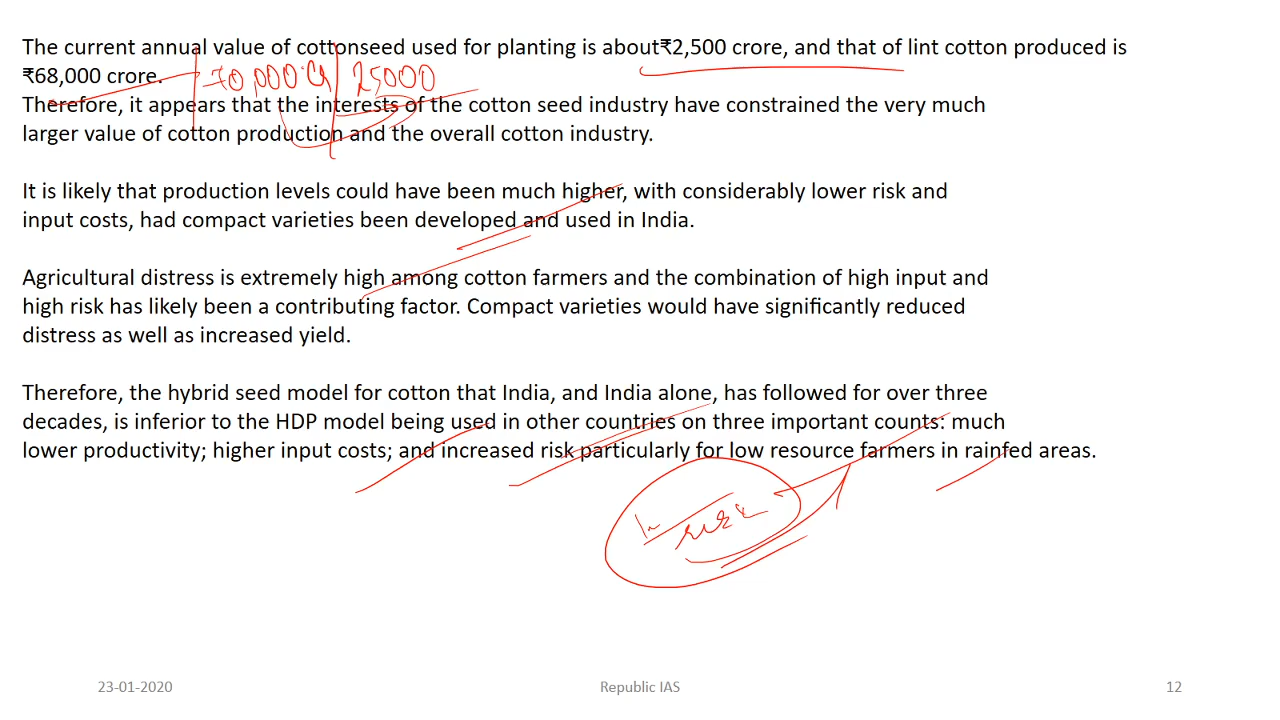 The current annual value of cottonseed used for planting is about₹2,500 crore, and that of lint cotton produced is
₹68,000 crore.
70,000 Cr 25000
Therefore, it appears that the interests of the cotton seed industry have constrained the very much
larger value of cotton production and the overall cotton industry.
It is likely that production levels could have been much higher, with considerably lower risk and
input costs, had compact varieties been developed and used in India.
Agricultural distress is extremely high among cotton farmers and the combination of high input and
high risk has likely been a contributing factor. Compact varieties would have significantly reduced
distress as well as increased yield.
Therefore, the hybrid seed model for cotton that India, and India alone, has followed for over three
decades, is inferior to the HDP model being used in other countries on three important counts: much
lower productivity; higher input costs; and increased risk particularly for low resource farmers in rainfed areas.
23-01-2020 Republic IAS 12